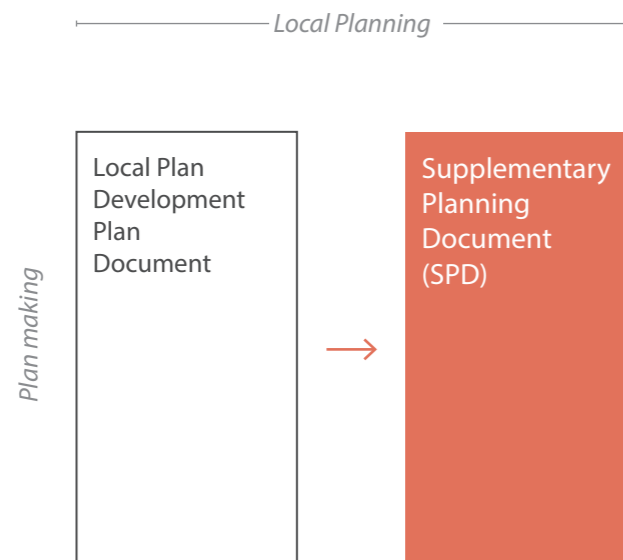 Local Planning
Local Plan
Development
Plan
Document
Supplementary
Planning
Document
(SPD)
Plan making